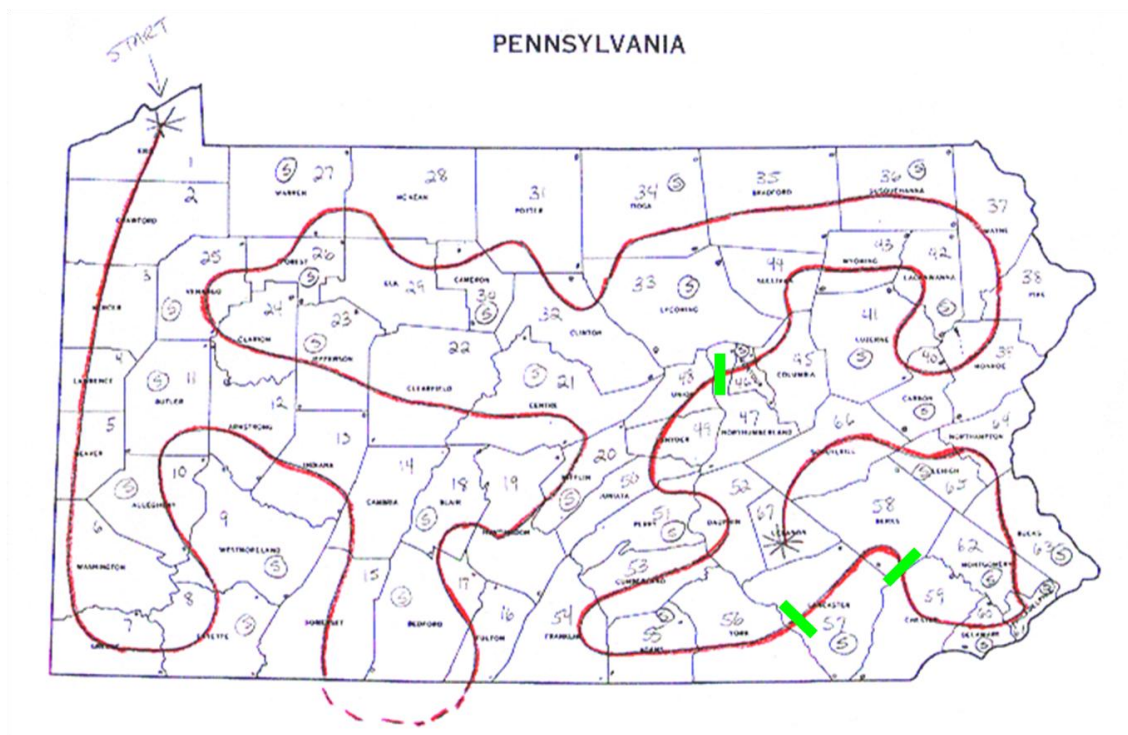 START
PENNSYLVANIA
ERIE 1
2
CRAWFORD
S WARREN 27
MCKEAN 28
31 POTTER
34 S TIOGA
35 BRADFORD
36 S SUSQUEHANNA
37 WAYNE
38 PIKE
3 MERCER
25 VENANGO S
26 FOREST S
ELK 29
CAMERON 30 S
32 CLINTON
33 S LYCOMING
44 SULLIVAN
43 WYOMING
42 LACKAWANNA S
24 CLARION
23 S JEFFERSON
22 CLEARFIELD
S 21 CENTRE
48 UNION
S 46
45 COLUMBIA
41 LUZERNE S
40
39 MONROE
4 LAWRENCE
S 11 BUTLER
12 ARMSTRONG
13 INDIANA
5 BEAVER
10 S ALLEGHENY
9 WESTMORELAND S
14 CAMBRIA
18 BLAIR S
19 HUNTINGDON
20 MIFFLIN S
49 SNYDER
47 NORTHUMBERLAND
66 SCHUYLKILL
CARBON S
64 NORTHAMPTON
S LEHIGH 65
50 JUNIATA
51 PERRY S
52 DAUPHIN
67 LEBANON
58 BERKS
62 MONTGOMERY S
BUCKS 63 S
6 WASHINGTON
7 GREENE
8 FAYETTE S
15 SOMERSET
S BEDFORD
17 FULTON
16
54 FRANKLIN
53 CUMBERLAND
S 55 ADAMS
56 YORK
LANCASTER 57 S
59 CHESTER
60 DELAWARE S
S